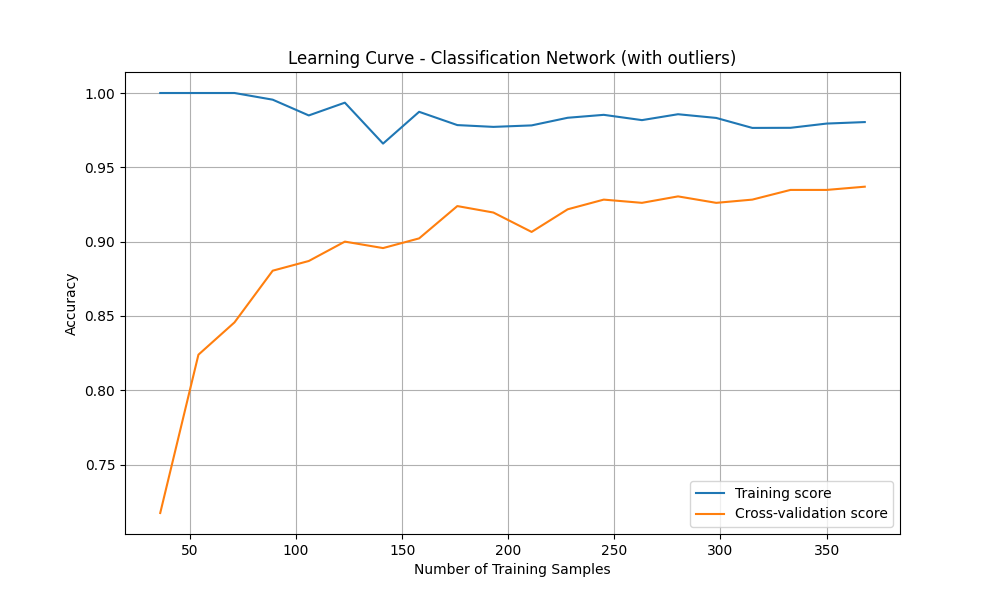 Learning Curve - Classification Network (with outliers)
1.00
0.95
0.90
0.85
0.80
0.75
Accuracy
50 100 150 200 250 300 350
Number of Training Samples
Training score
Cross-validation score